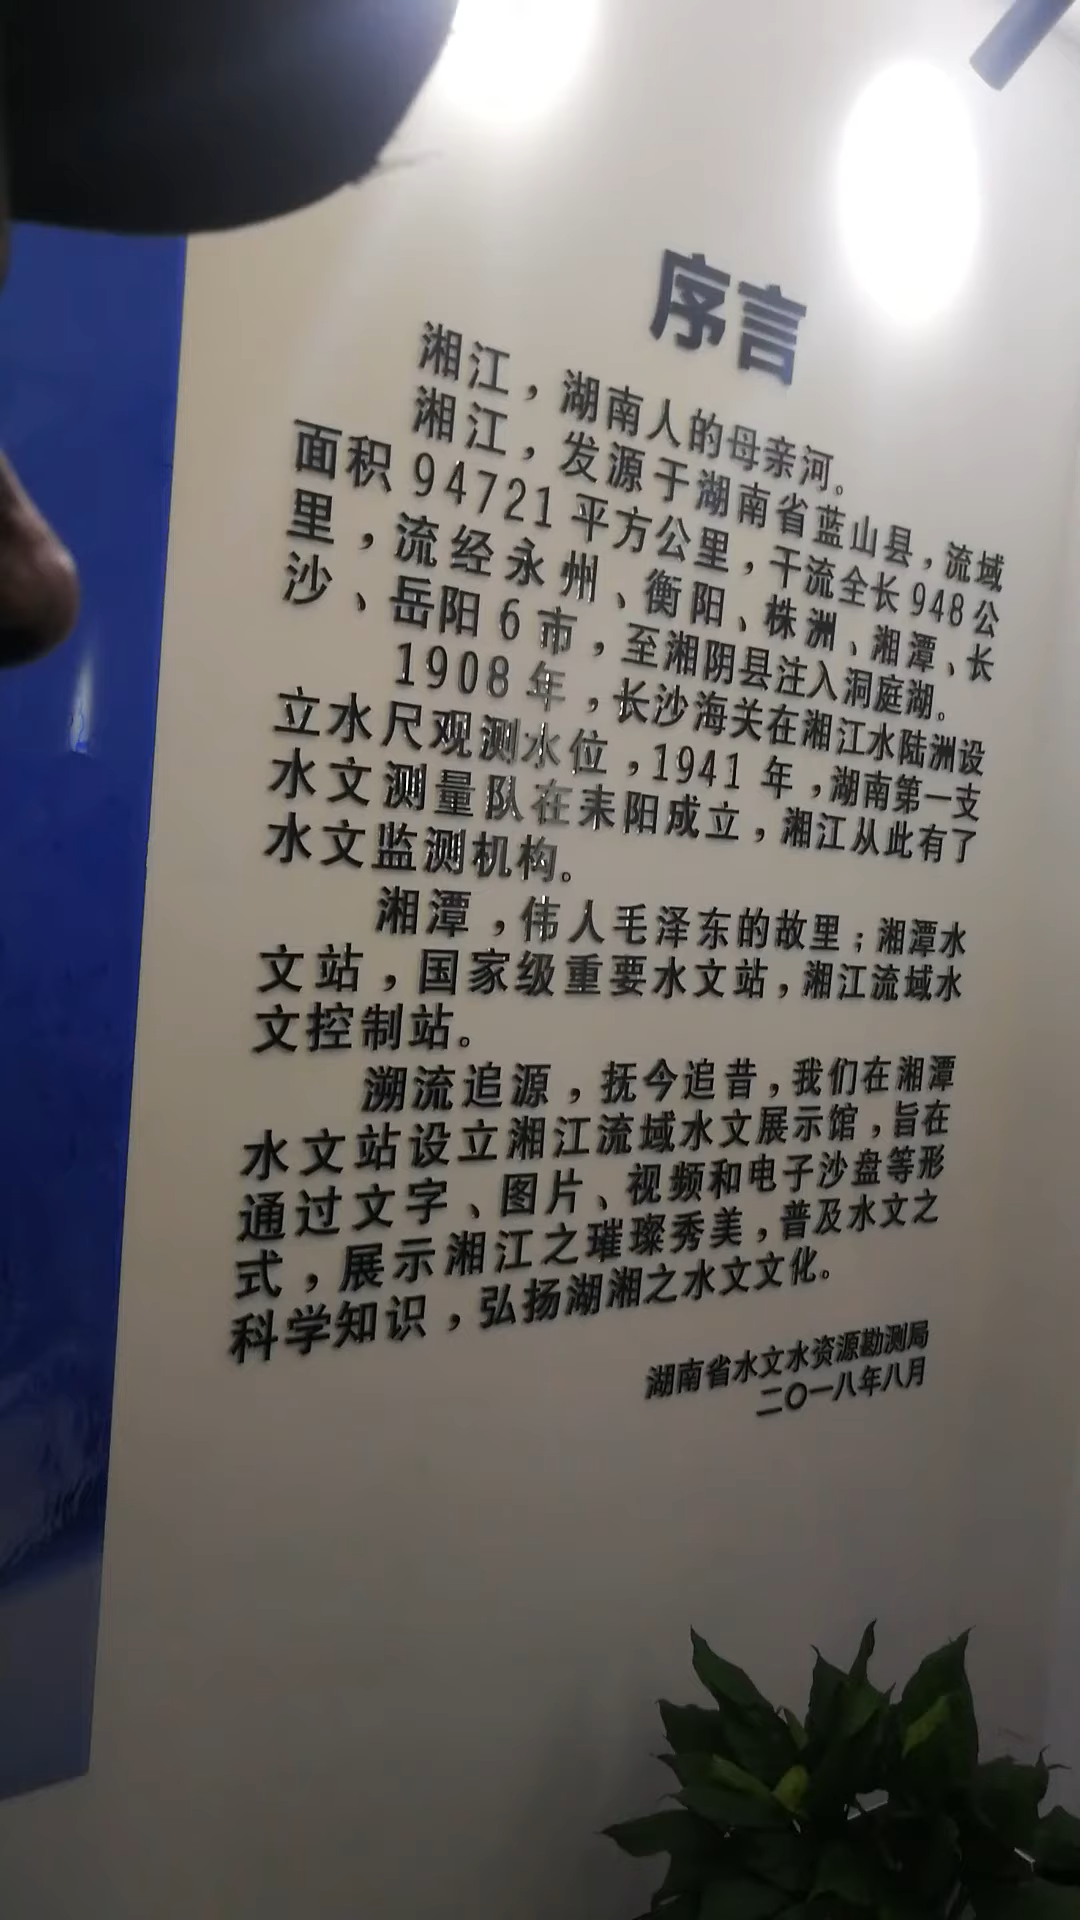 序言
湘江，湖南人的母亲河。
湘江，发源于湖南省蓝山县，流域
面积94721平方公里，干流全长948公
里，流经永州、衡阳、株洲、湘潭、长
沙、岳阳6市，至湘阴县注入洞庭湖。
1908年，长沙海关在湘江水陆洲设
立水尺观测水位，1941年，湖南第一支
水文测量队在耒阳成立，湘江从此有了
水文监测机构。
湘潭，伟人毛泽东的故里；湘潭水
文站，国家级重要水文站，湘江流域水
文控制站。
溯流追源，抚今追昔，我们在湘潭
水文站设立湘江流域水文展示馆，旨在
通过文字、图片、视频和电子沙盘等形
式，展示湘江之璀璨秀美，普及水文之
科学知识，弘扬湖湘之水文文化。
湖南省水文水资源勘测局
二〇一八年八月